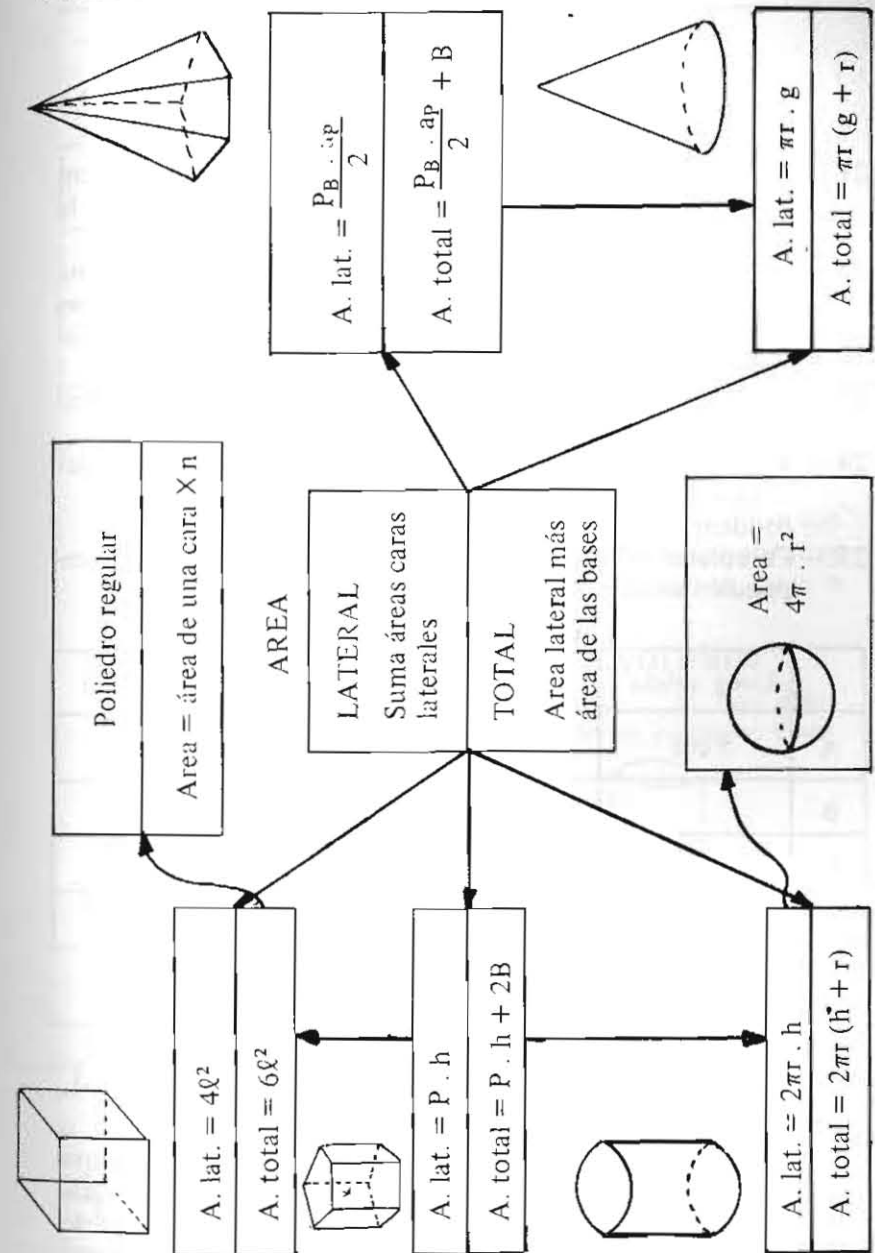 Poliedro regular
Area = área de una cara X n
A. lat. = 4ℓ²
A. total = 6ℓ²
A. lat. = P . h
A. total = P . h + 2B
A. lat. = 2πr . h
A. total = 2πr (h + r)
AREA
LATERAL
Suma áreas caras
laterales
TOTAL
Area lateral más
área de las bases
Area =
4π . r²
A. lat. = P_B . a_P / 2
A. total = P_B . a_P / 2 + B
A. lat. = πr . g
A. total = πr (g + r)